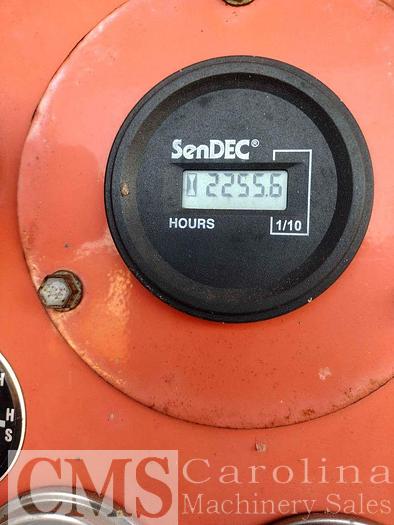 SenDEC®
2255.6
HOURS 1/10
H
H
S
CMS Carolina
Machinery Sales